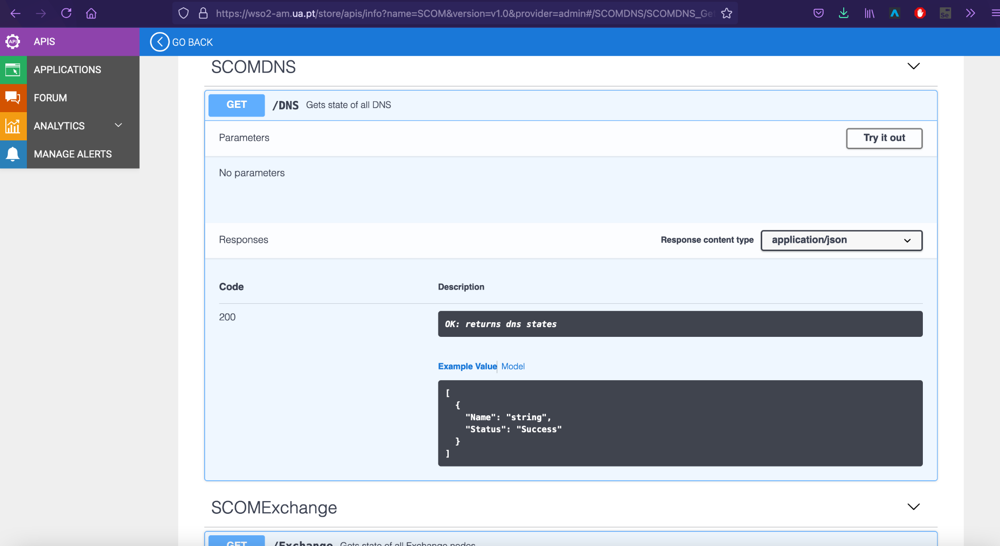 https://wso2-am.ua.pt/store/apis/info?name=SCOM&version=v1.0&provider=admin#/SCOMDNS/SCOMDNS_Get
Se
API
APIS
GO BACK
APPLICATIONS
FORUM
ANALYTICS
MANAGE ALERTS
SCOMDNS
GET /DNS Gets state of all DNS
Parameters
Try it out
No parameters
Responses
Response content type
application/json
Code
Description
200
OK: returns dns states
Example Value
Model
[
{
"Name": "string",
"Status": "Success"
}
]
SCOMExchange
GET /Exchange Gets state of all Exchange nodes